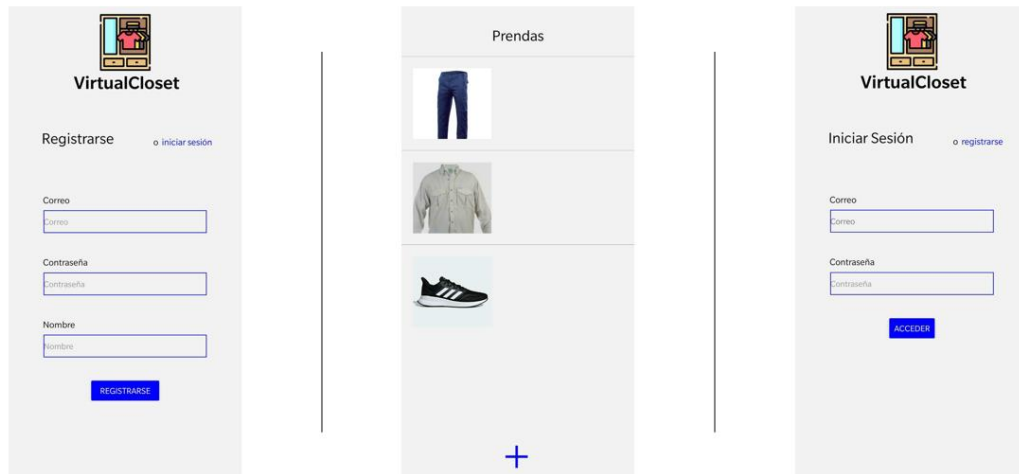 VirtualCloset
Registrarse o iniciar sesión
Correo
Correo
Contraseña
Contraseña
Nombre
Nombre
REGISTRARSE
Prendas
+
VirtualCloset
Iniciar Sesión o registrarse
Correo
Correo
Contraseña
Contraseña
ACCEDER